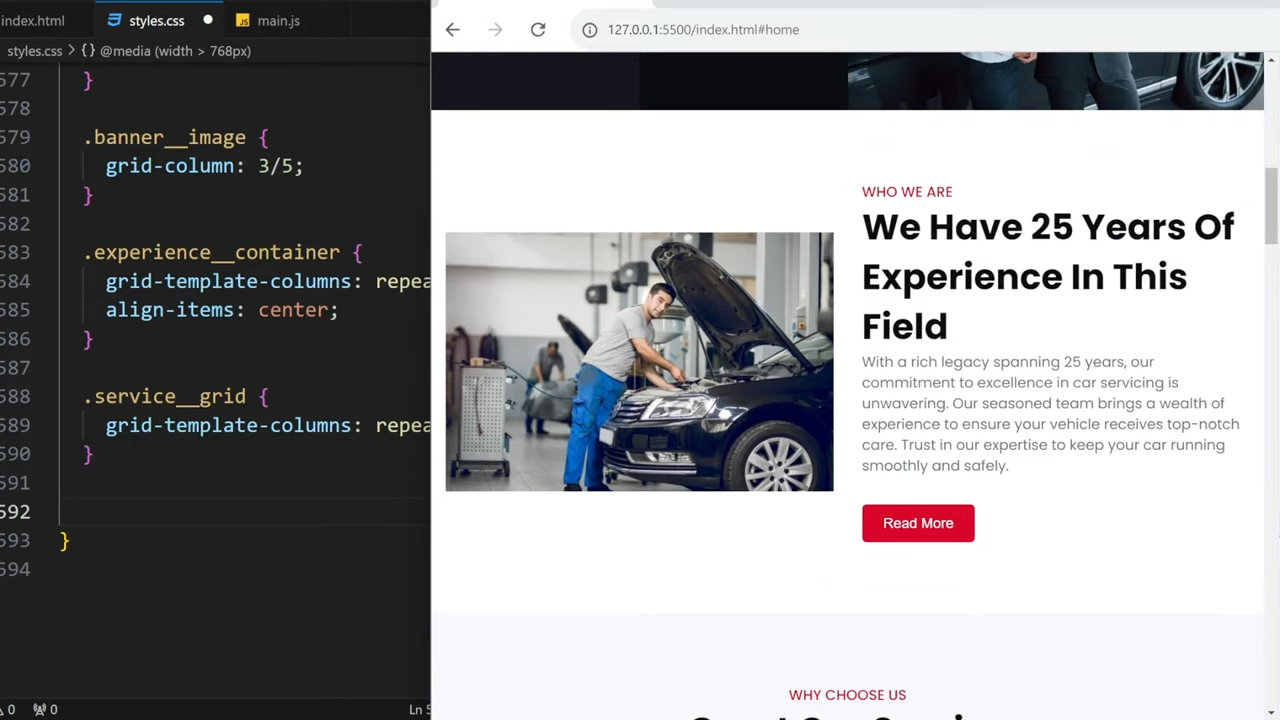 index.html
styles.css
JS main.js
styles.css > {} @media (width > 768px)
577 }
578
579 .banner__image {
580 grid-column: 3/5;
581 }
582
583 .experience__container {
584 grid-template-columns: repea
585 align-items: center;
586 }
587
588 .service__grid {
589 grid-template-columns: repea
590 }
591
592
593 }
594
0 0
Ln 5
127.0.0.1:5500/index.html#home
WHO WE ARE
We Have 25 Years Of
Experience In This
Field
With a rich legacy spanning 25 years, our
commitment to excellence in car servicing is
unwavering. Our seasoned team brings a wealth of
experience to ensure your vehicle receives top-notch
care. Trust in our expertise to keep your car running
smoothly and safely.
Read More
WHY CHOOSE US